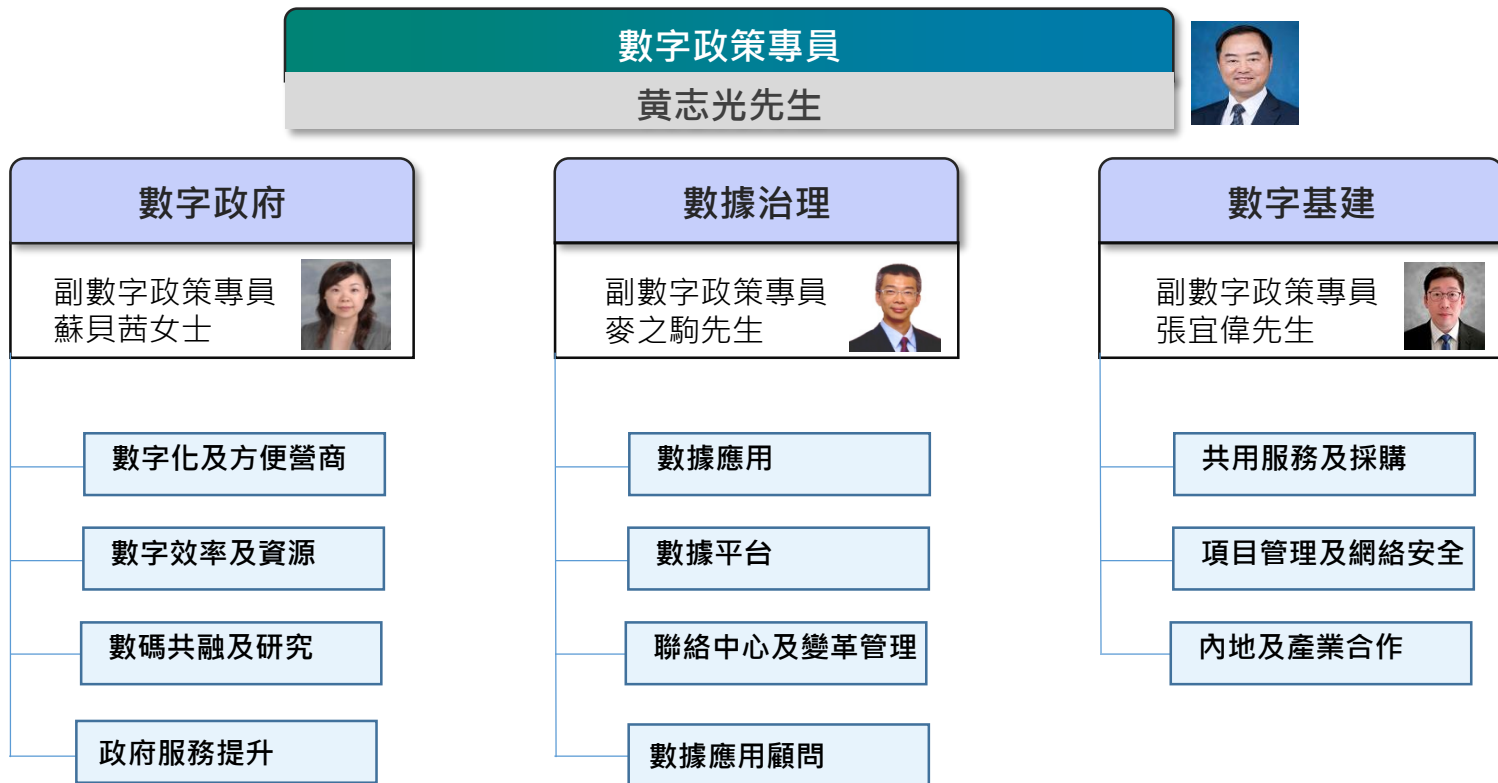 數字政策專員
黄志光先生
數字政府
副數字政策專員
蘇貝茜女士
數字化及方便營商
數字效率及資源
數碼共融及研究
政府服務提升
數據治理
副數字政策專員
麥之駒先生
數據應用
數據平台
聯絡中心及變革管理
數據應用顧問
數字基建
副數字政策專員
張宜偉先生
共用服務及採購
項目管理及網絡安全
內地及產業合作